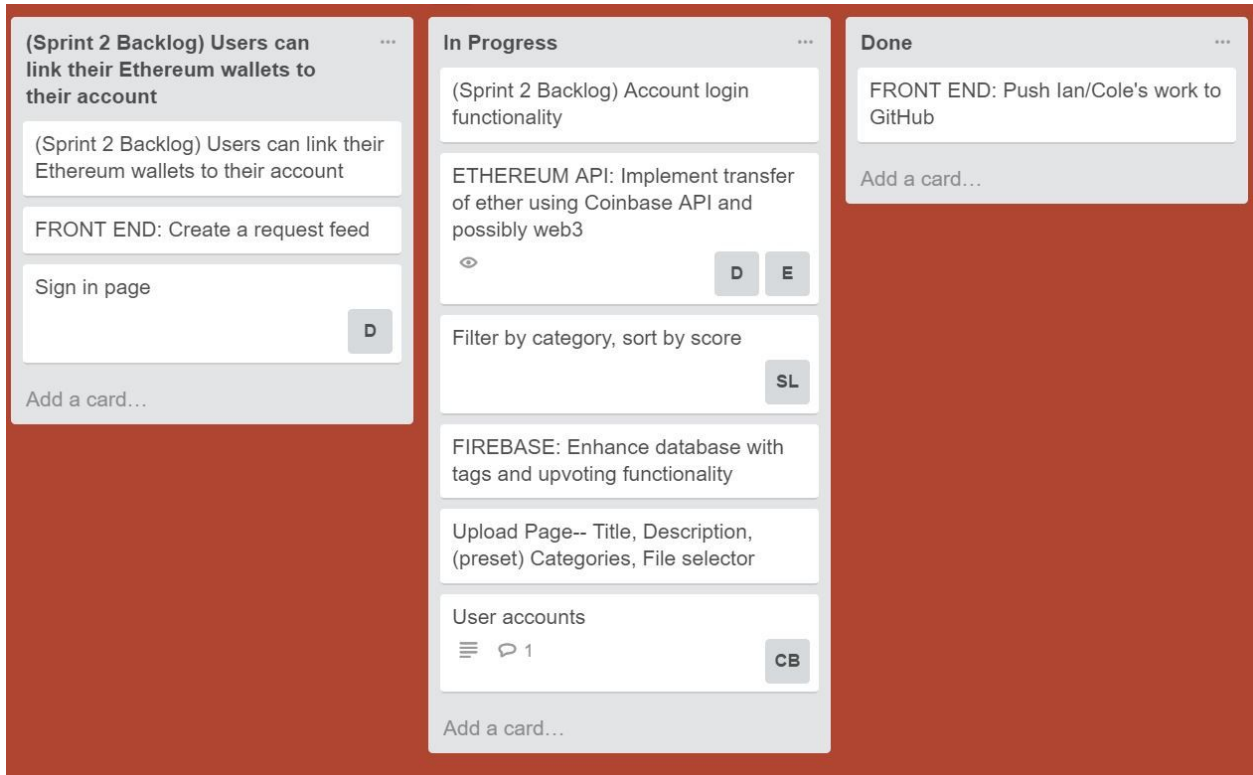 (Sprint 2 Backlog) Users can
link their Ethereum wallets to
their account
(Sprint 2 Backlog) Users can link their
Ethereum wallets to their account
FRONT END: Create a request feed
Sign in page
D
Add a card…
In Progress
(Sprint 2 Backlog) Account login
functionality
ETHEREUM API: Implement transfer
of ether using Coinbase API and
possibly web3
D E
Filter by category, sort by score
SL
FIREBASE: Enhance database with
tags and upvoting functionality
Upload Page-- Title, Description,
(preset) Categories, File selector
User accounts
1
CB
Add a card…
Done
FRONT END: Push Ian/Cole's work to
GitHub
Add a card…